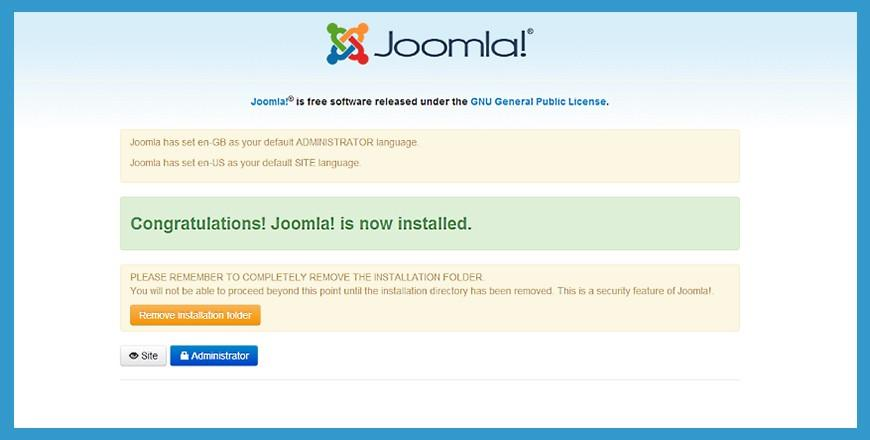 Joomla!®
Joomla!® is free software released under the GNU General Public License.
Joomla has set en-GB as your default ADMINISTRATOR language.
Joomla has set en-US as your default SITE language.
Congratulations! Joomla! is now installed.
PLEASE REMEMBER TO COMPLETELY REMOVE THE INSTALLATION FOLDER.
You will not be able to proceed beyond this point until the installation directory has been removed. This is a security feature of Joomla!.
Remove installation folder
Site Administrator